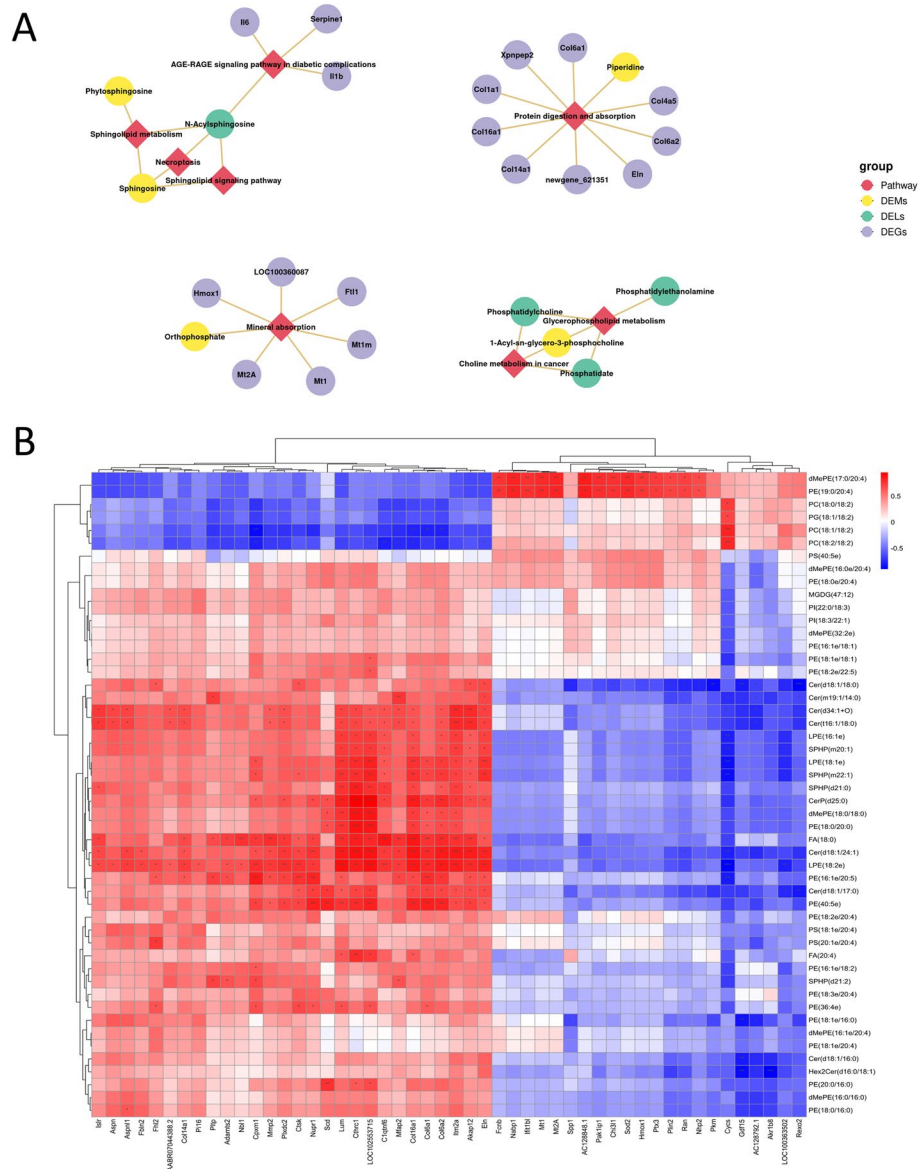 A
Il6
Serpine1
AGE-RAGE signaling pathway in diabetic complications
Il1b
Phytosphingosine
N-Acylsphingosine
Sphingolipid metabolism
Necroptosis
Sphingolipid signaling pathway
Sphingosine
Col6a1
Xpnpep2
Piperidine
Col1a1
Col4a5
Protein digestion and absorption
Col16a1
Col6a2
Col14a1
Eln
newgene_621351
group
Pathway
DEMs
DELs
DEGs
LOC100360087
Hmox1
Ftl1
Orthophosphate
Mineral absorption
Mt1m
Mt2A
Mt1
Phosphatidylethanolamine
Phosphatidylcholine
Glycerophospholipid metabolism
1-Acyl-sn-glycero-3-phosphocholine
Choline metabolism in cancer
Phosphatidate
B
dMePE(17:0/20:4)
PE(19:0/20:4)
PC(18:0/18:2)
PG(18:1/18:2)
PC(18:1/18:2)
PC(18:2/18:2)
PS(40:5e)
dMePE(16:0e/20:4)
PE(18:0e/20:4)
MGDG(47:12)
PI(22:0/18:3)
PI(18:3/22:1)
dMePE(32:2e)
PE(16:1e/18:1)
PE(18:1e/18:1)
PE(18:2e/22:5)
Cer(d18:1/18:0)
Cer(m19:1/14:0)
Cer(d34:1+O)
Cer(t16:1/18:0)
LPE(16:1e)
SPHP(m20:1)
LPE(18:1e)
SPHP(m22:1)
SPHP(d21:0)
CerP(d25:0)
dMePE(18:0/18:0)
PE(18:0/20:0)
FA(18:0)
Cer(d18:1/24:1)
LPE(18:2e)
PE(16:1e/20:5)
Cer(d18:1/17:0)
PE(40:5e)
PE(18:2e/20:4)
PS(18:1e/20:4)
PS(20:1e/20:4)
FA(20:4)
PE(16:1e/18:2)
SPHP(d21:2)
PE(18:3e/20:4)
PE(36:4e)
PE(18:1e/16:0)
dMePE(16:1e/20:4)
PE(18:1e/20:4)
Cer(d18:1/16:0)
Hex2Cer(d16:0/18:1)
PE(20:0/16:0)
dMePE(16:0/16:0)
PE(18:0/16:0)
0.5
0
-0.5
Islr
Aspn
Aspnl1
Fbln2
Fhl2
AABR07044388.2
Col14a1
Pi16
Pltp
Adamts2
Nbl1
Cpxm1
Mmp2
Plxdc2
Ctsk
Nupr1
Scd
Lum
Cthrc1
LOC102553715
C1qtnf6
Mfap2
Col16a1
Col6a1
Col6a2
Itm2a
Akap12
Eln
Fcnb
Nabp1
Ifit1bl
Mt1
Mt2A
Spp1
AC128848.1
Pak1ip1
Chi3l1
Sod2
Hmox1
Ptx3
Plin2
Ran
Nhp2
Pkm
Cycs
Gdf15
AC128792.1
Akr1b8
LOC100363502
Rexo2